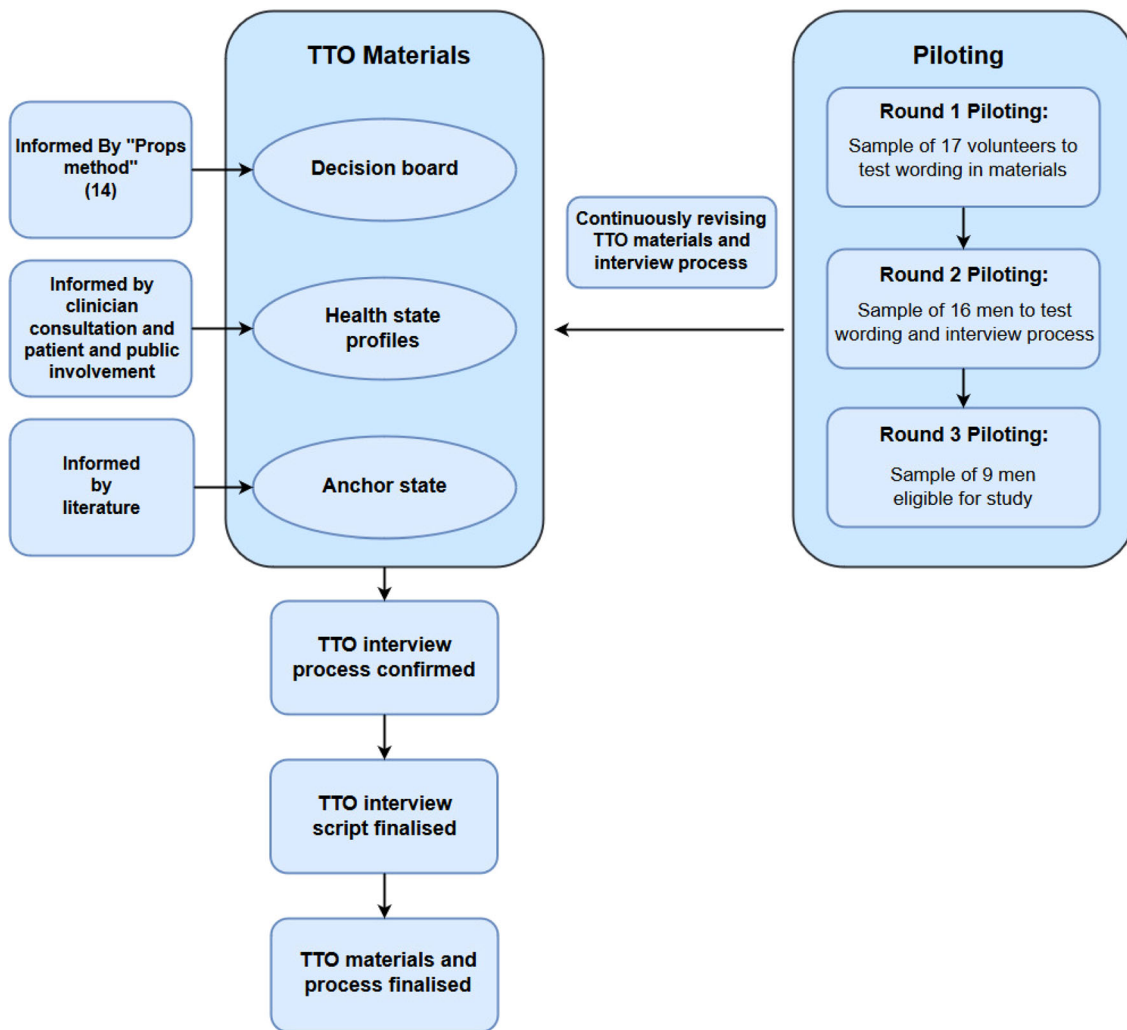 TTO Materials
Informed By "Props
method"
(14)
Decision board
Informed by
clinician
consultation and
patient and public
involvement
Health state
profiles
Informed
by
literature
Anchor state
Continuously revising
TTO materials and
interview process
Piloting
Round 1 Piloting:
Sample of 17 volunteers to
test wording in materials
Round 2 Piloting:
Sample of 16 men to test
wording and interview process
Round 3 Piloting:
Sample of 9 men
eligible for study
TTO interview
process confirmed
TTO interview
script finalised
TTO materials and
process finalised